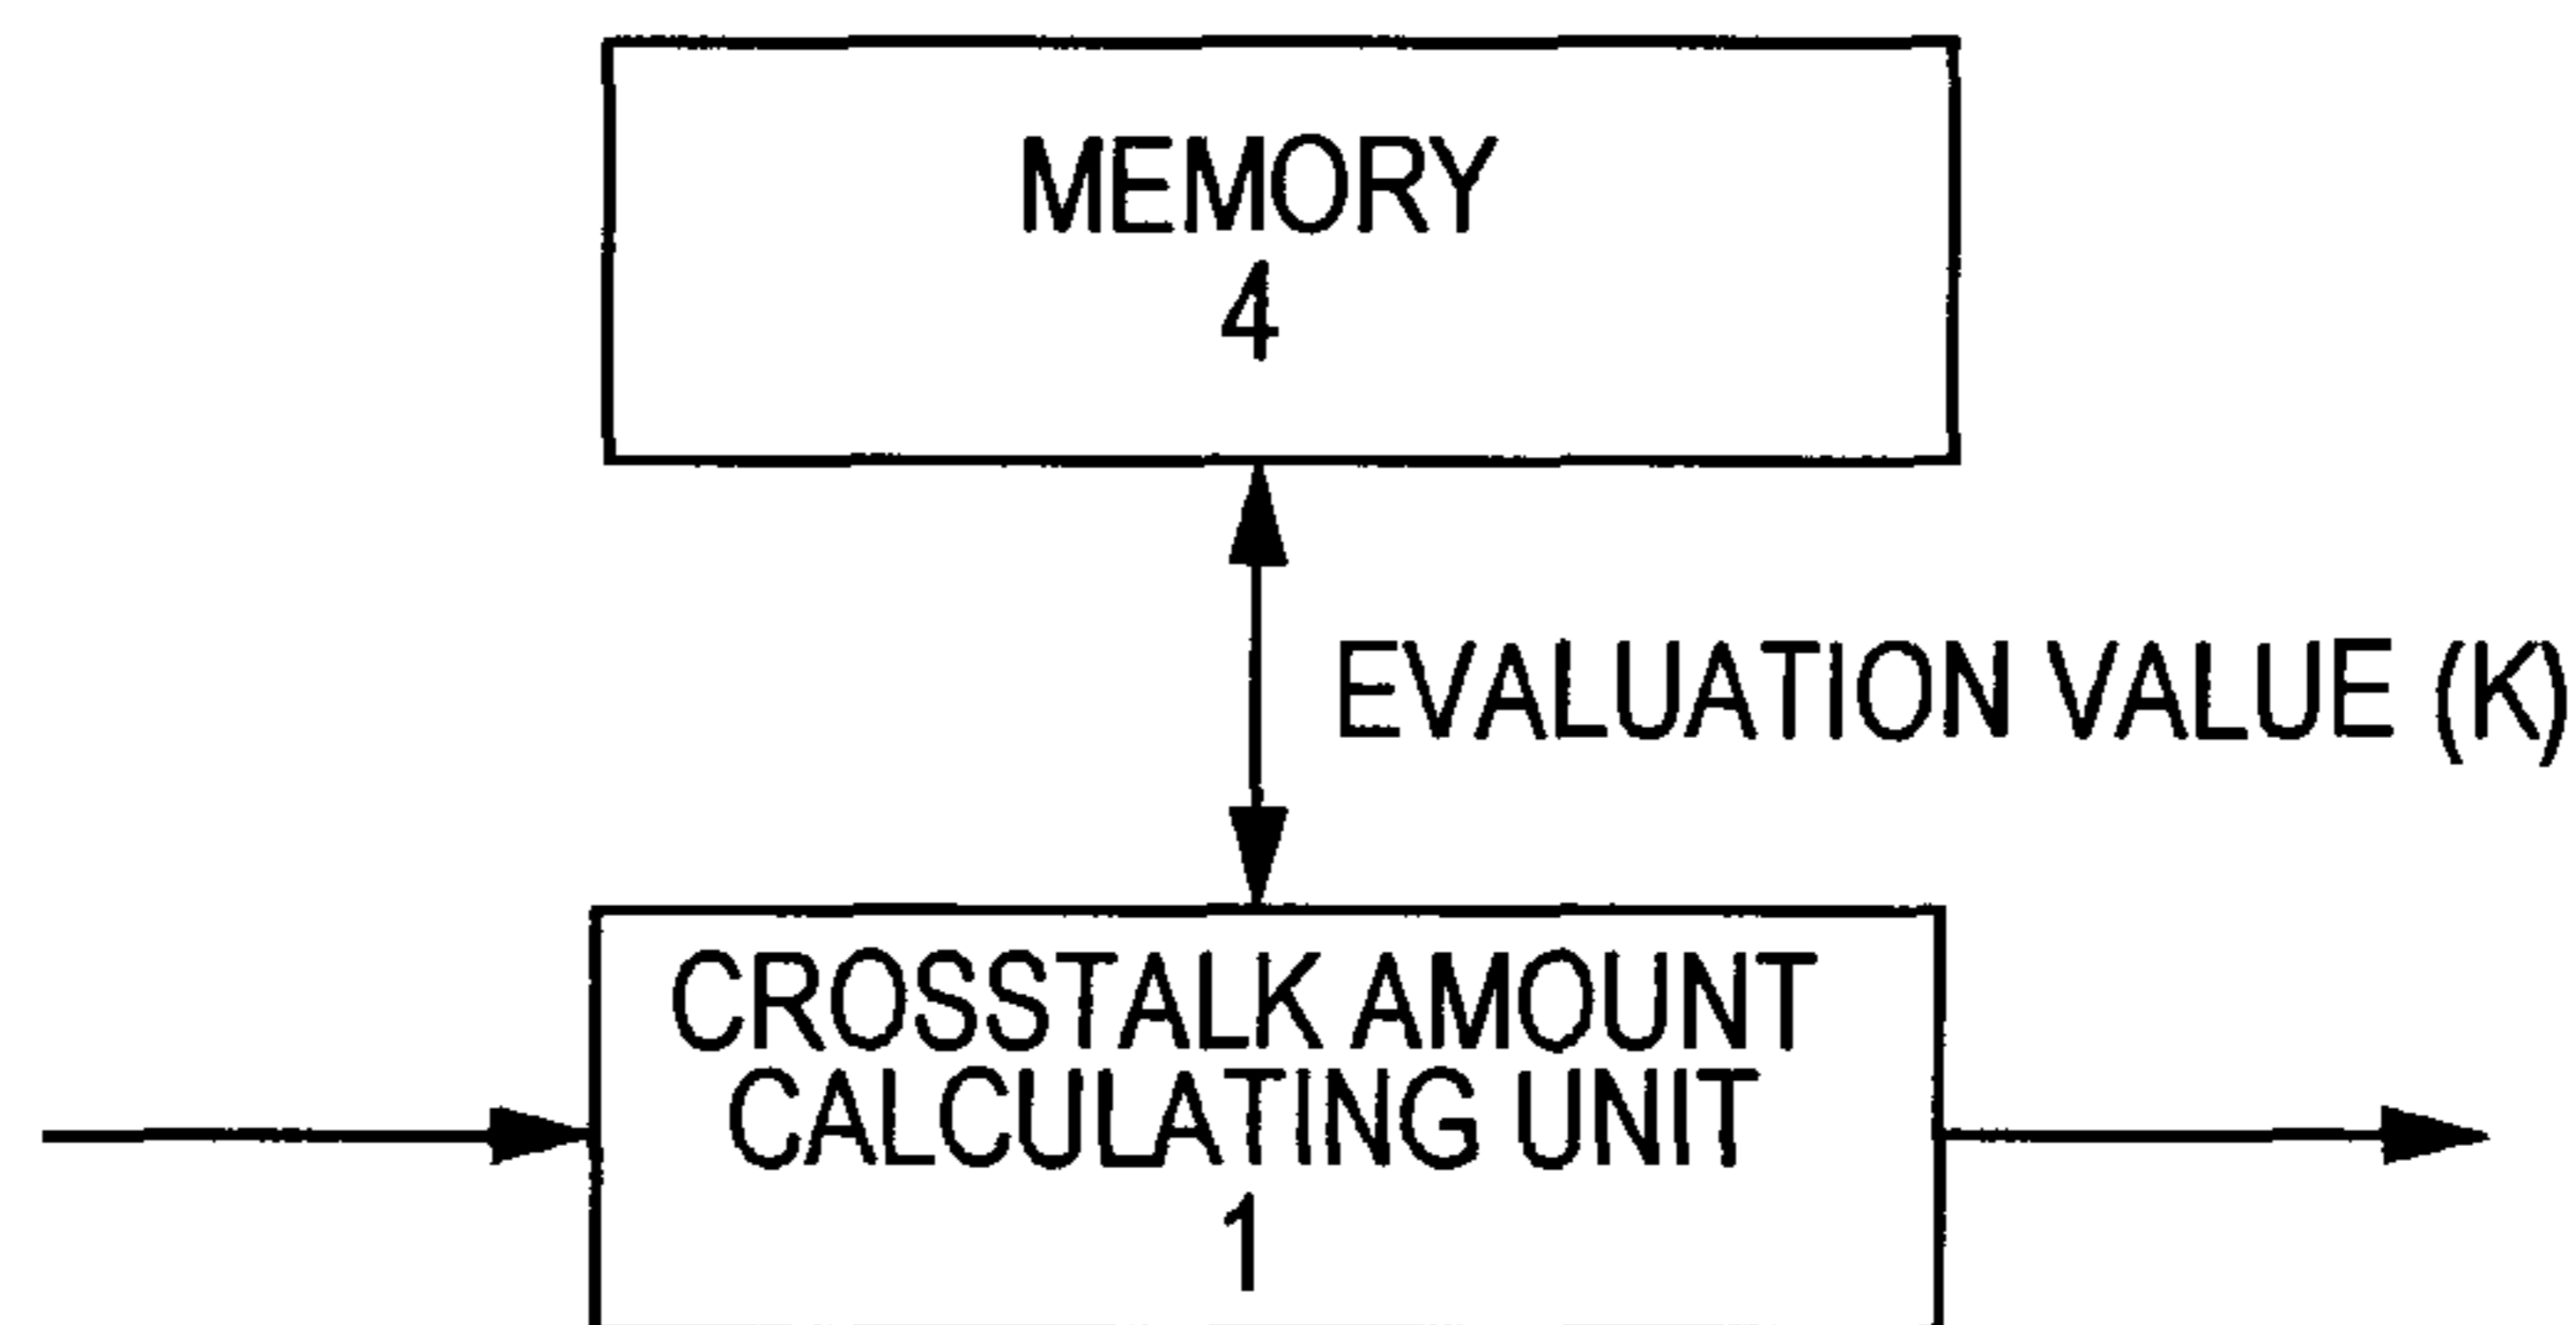 MEMORY
4
EVALUATION VALUE (K)
CROSSTALK AMOUNT
CALCULATING UNIT
1